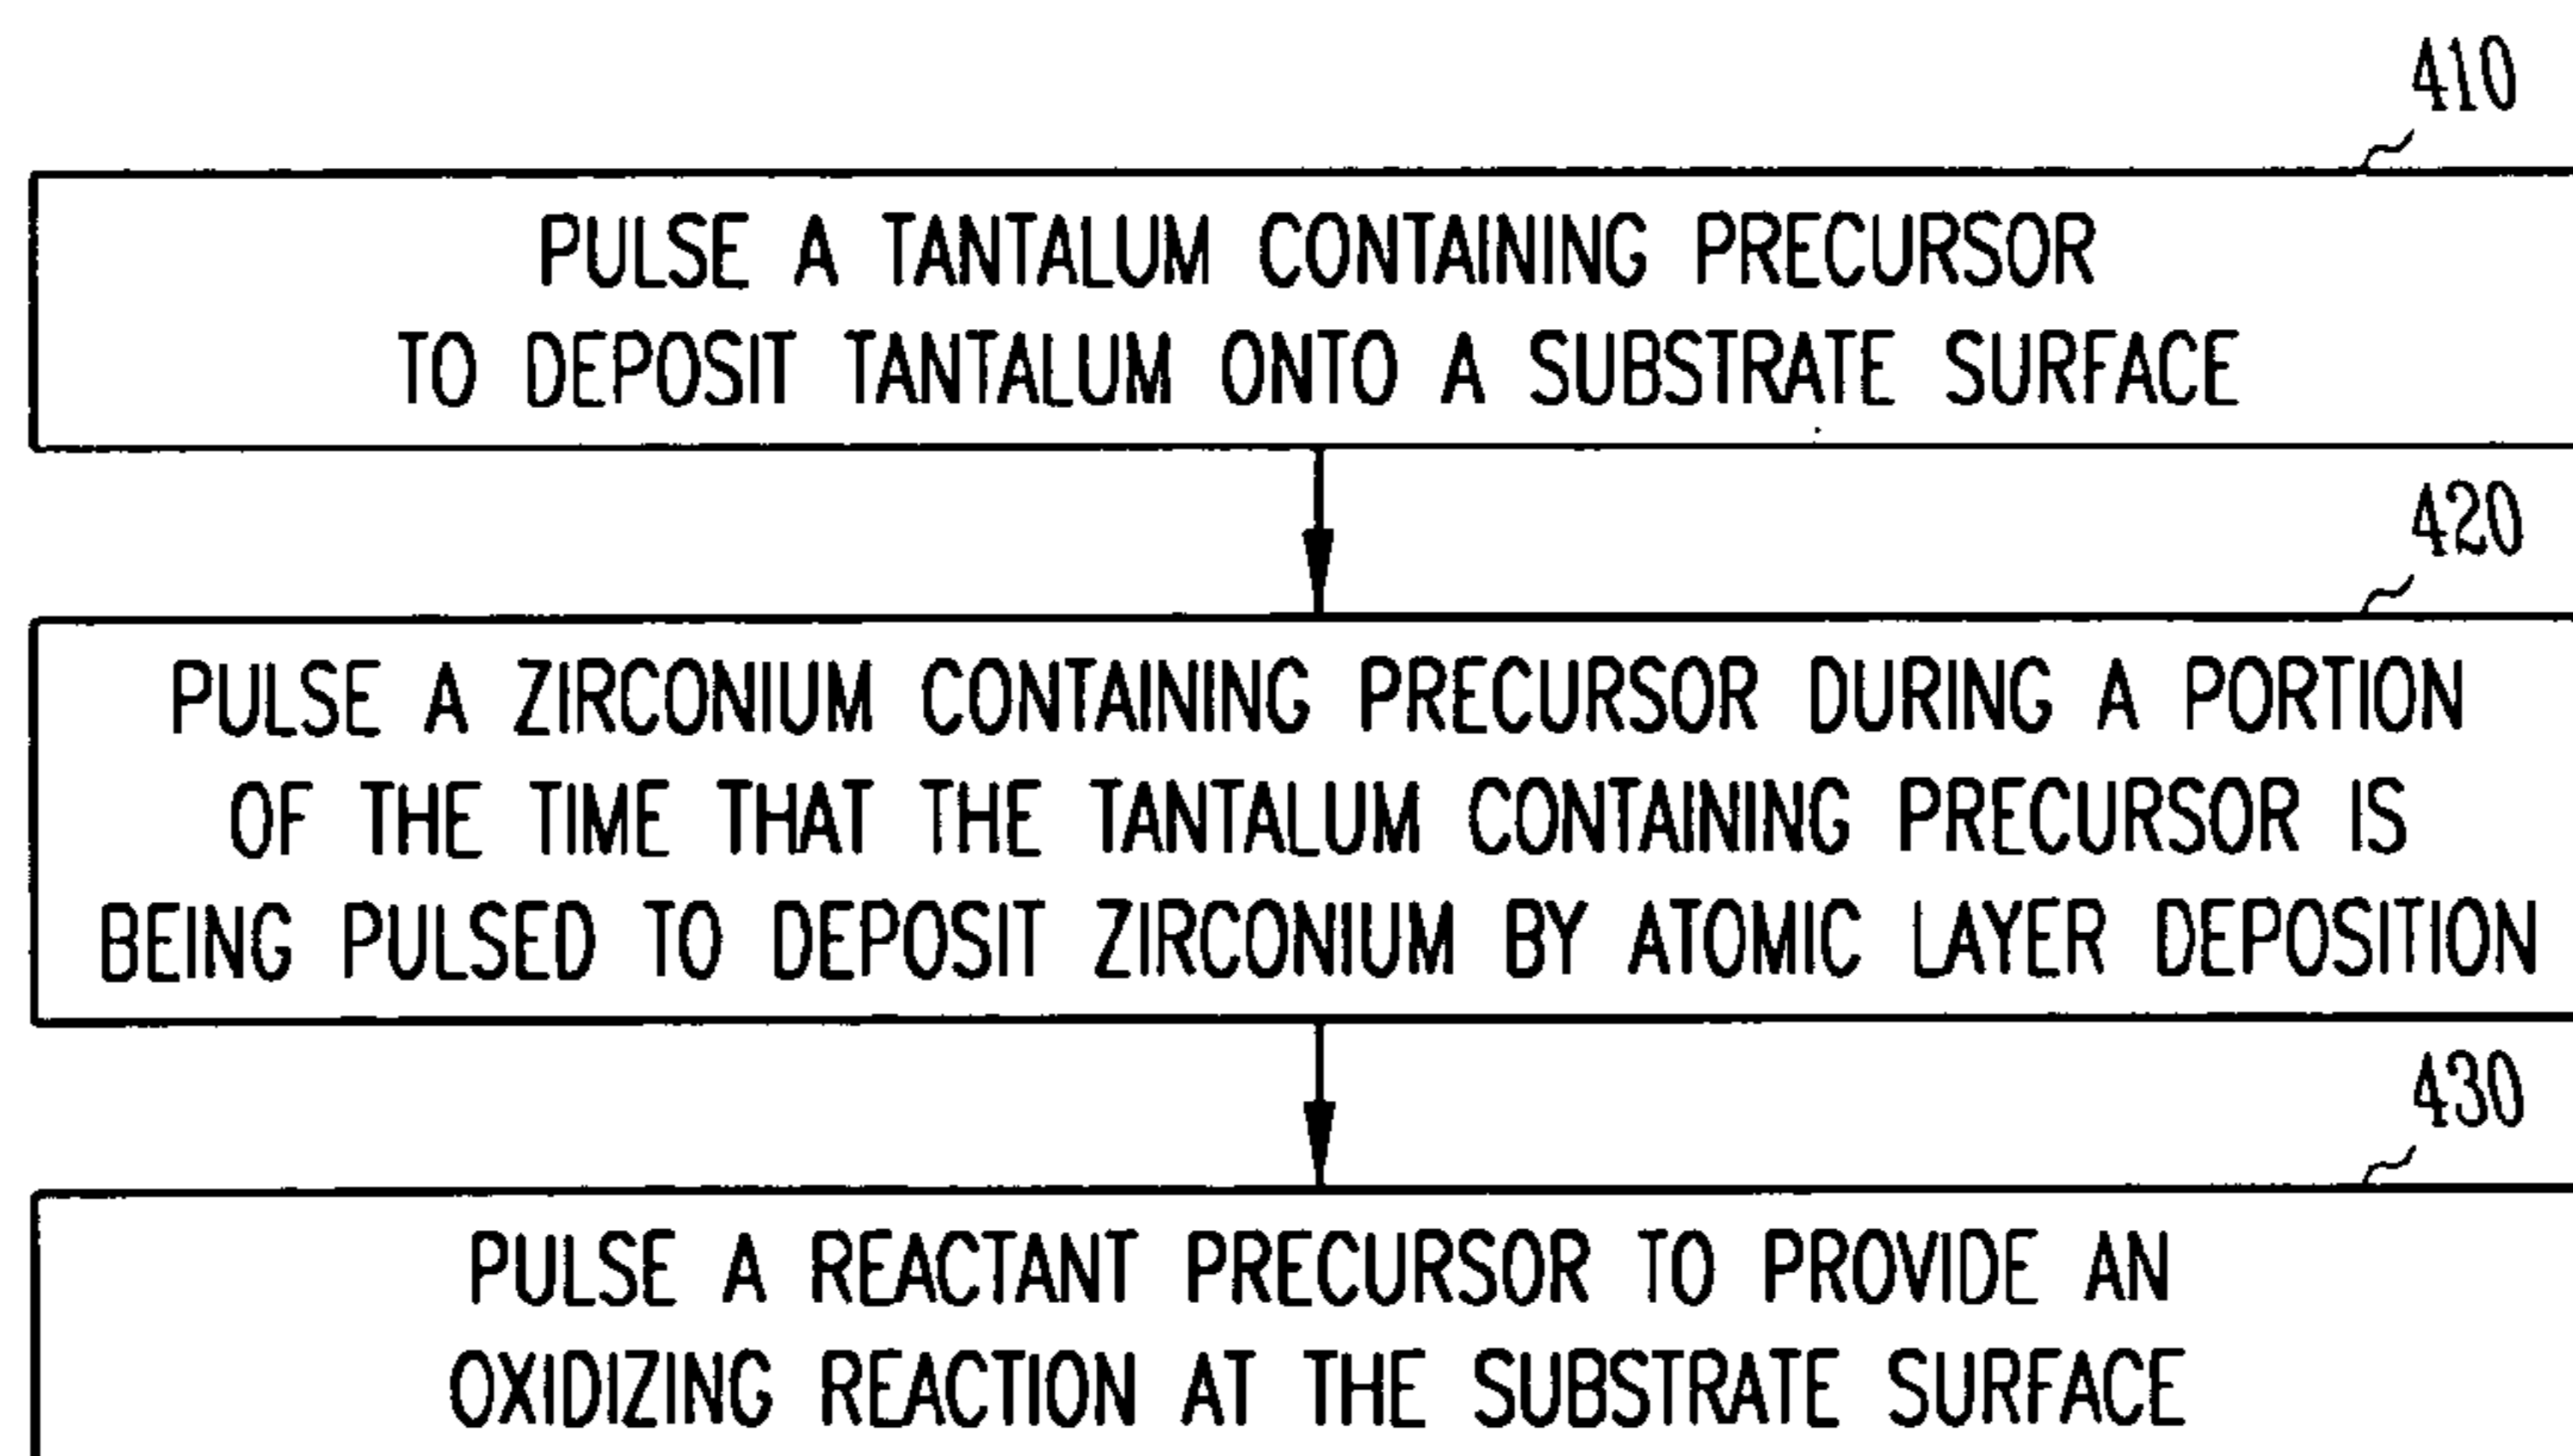 410
PULSE A TANTALUM CONTAINING PRECURSOR
TO DEPOSIT TANTALUM ONTO A SUBSTRATE SURFACE
420
PULSE A ZIRCONIUM CONTAINING PRECURSOR DURING A PORTION
OF THE TIME THAT THE TANTALUM CONTAINING PRECURSOR IS
BEING PULSED TO DEPOSIT ZIRCONIUM BY ATOMIC LAYER DEPOSITION
430
PULSE A REACTANT PRECURSOR TO PROVIDE AN
OXIDIZING REACTION AT THE SUBSTRATE SURFACE